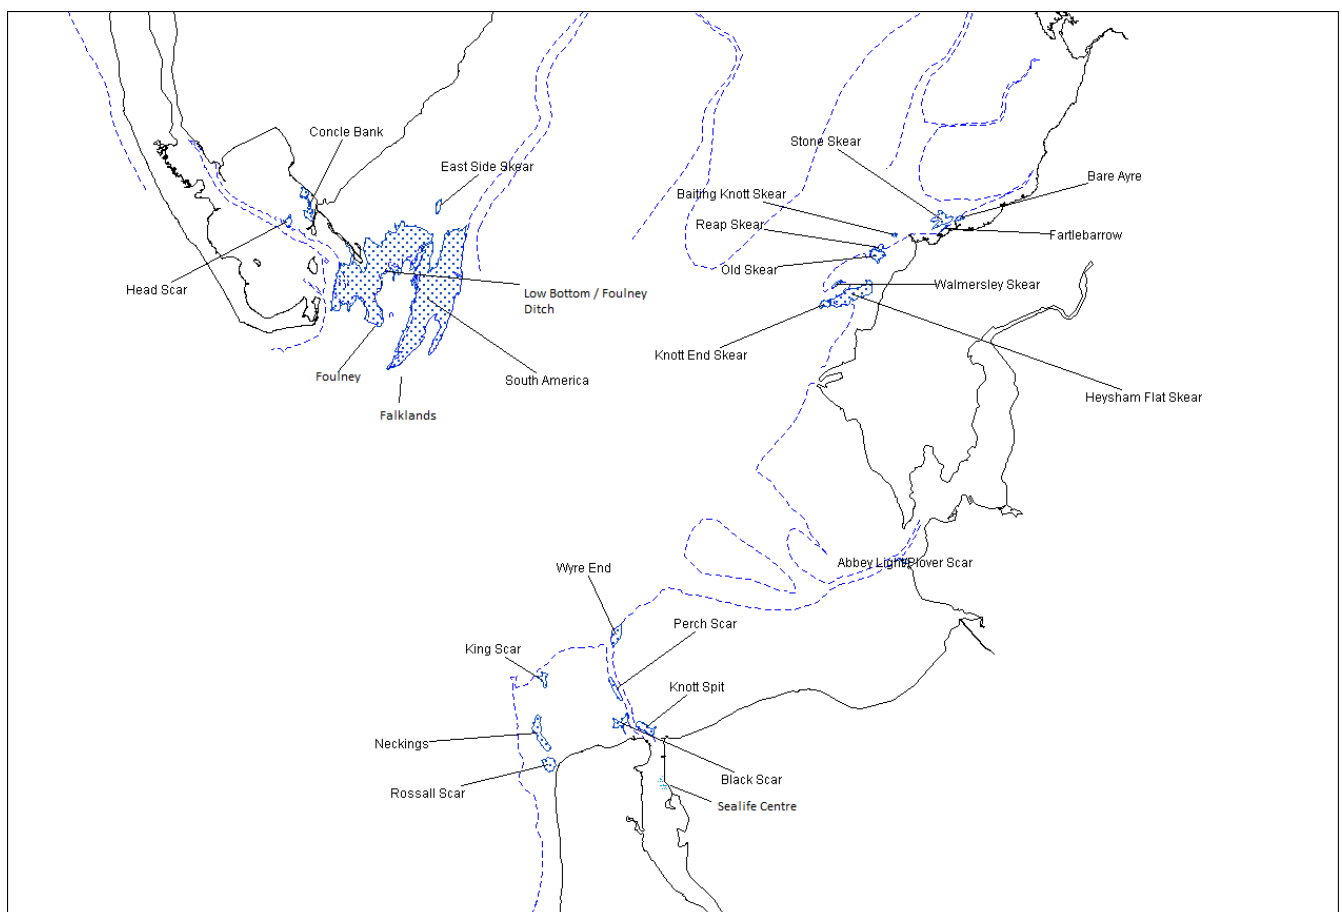 Concle Bank
Stone Skear
East Side Skear
Bare Ayre
Baiting Knott Skear
Reap Skear
Fartlebarrow
Old Skear
Head Scar
Walmersley Skear
Low Bottom / Foulney
Ditch
Knott End Skear
Foulney
South America
Heysham Flat Skear
Falklands
Abbey Light/Plover Scar
Wyre End
Perch Scar
King Scar
Knott Spit
Neckings
Black Scar
Rossall Scar
Sealife Centre